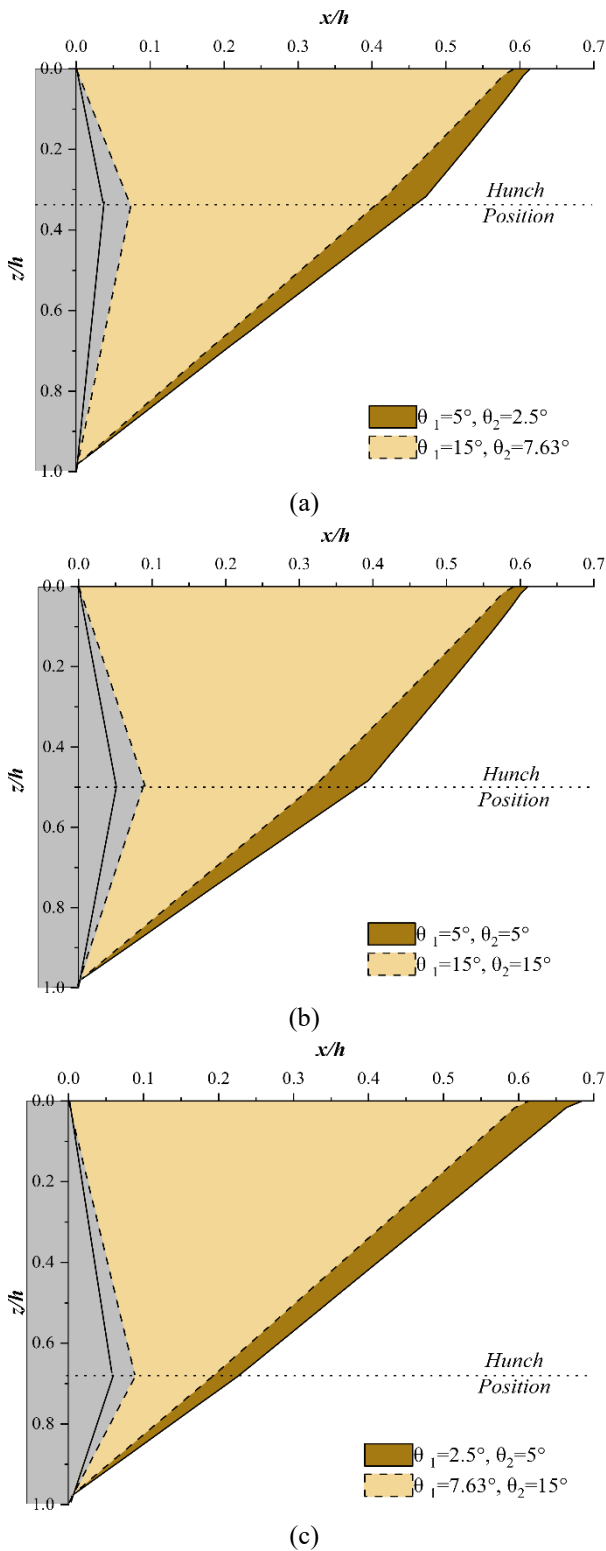 x/h
0.0 0.1 0.2 0.3 0.4 0.5 0.6 0.7
0.0
0.2
Hunch
Position
0.4
z/h
0.6
0.8
θ 1=5°, θ2=2.5°
θ 1=15°, θ2=7.63°
1.0
(a)
x/h
0.0 0.1 0.2 0.3 0.4 0.5 0.6 0.7
0.0
0.2
0.4
z/h
Hunch
Position
0.6
0.8
θ 1=5°, θ2=5°
θ 1=15°, θ2=15°
1.0
(b)
x/h
0.0 0.1 0.2 0.3 0.4 0.5 0.6 0.7
0.0
0.2
0.4
z/h
0.6
Hunch
Position
0.8
θ 1=2.5°, θ2=5°
θ 1=7.63°, θ2=15°
1.0
(c)